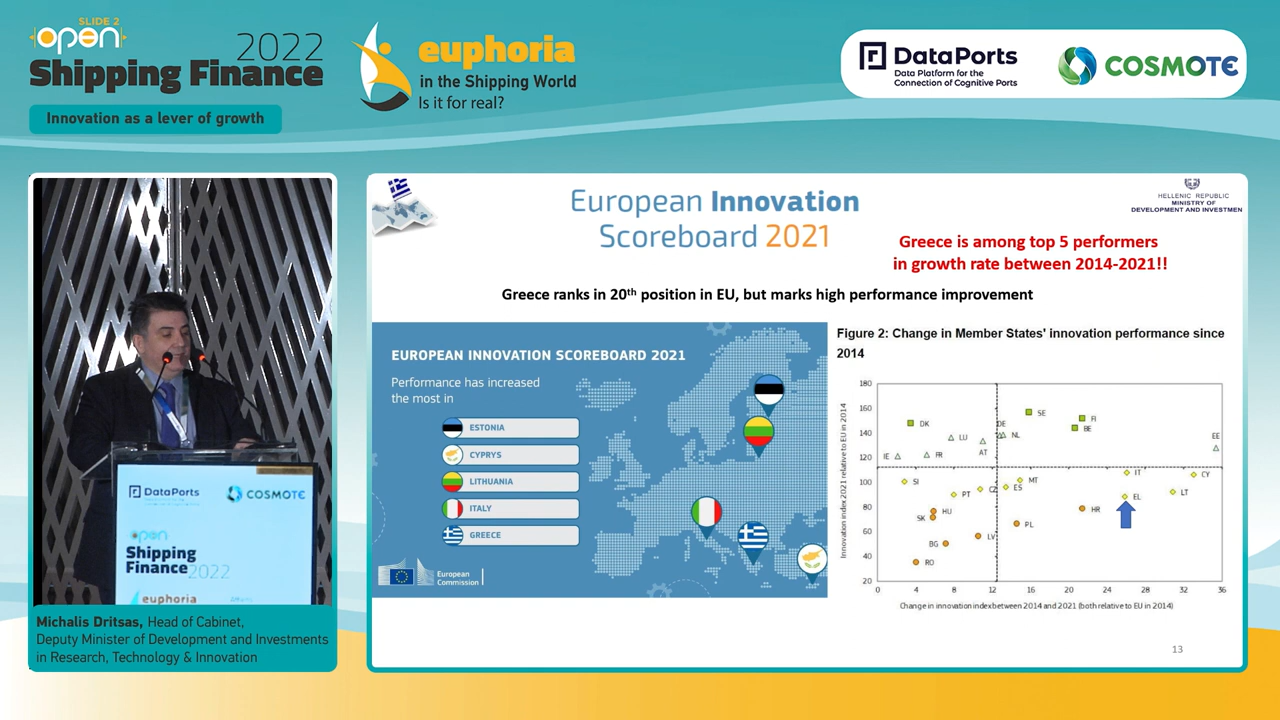 SLIDE 2
open
2022
Shipping Finance
Innovation as a lever of growth
euphoria
in the Shipping World
Is it for real?
DataPorts
Data Platform for the
Connection of Cognitive Ports
COSMOTE
DataPorts
COSMOTE
open
Shipping
Finance 2022
euphoria
Michalis Dritsas, Head of Cabinet,
Deputy Minister of Development and Investments
in Research, Technology & Innovation
European Innovation
Scoreboard 2021
HELLENIC REPUBLIC
MINISTRY OF
DEVELOPMENT AND INVESTMEN
Greece is among top 5 performers
in growth rate between 2014-2021!!
Greece ranks in 20th position in EU, but marks high performance improvement
EUROPEAN INNOVATION SCOREBOARD 2021
Performance has increased
the most in
ESTONIA
CYPRYS
LITHUANIA
ITALY
GREECE
European
Commission
Figure 2: Change in Member States' innovation performance since
2014
Innovation index 2021 relative to EU in 2014
180
160
140
120
100
80
60
40
20
DK
SE
FI
BE
DE
NL
LU
AT
EE
IE
FR
IT
CY
SI
MT
ES
CZ
PT
EL
LT
HU
SK
HR
PL
LV
BG
RO
0 4 8 12 16 20 24 28 32 36
Change in innovation index between 2014 and 2021 (both relative to EU in 2014)
13